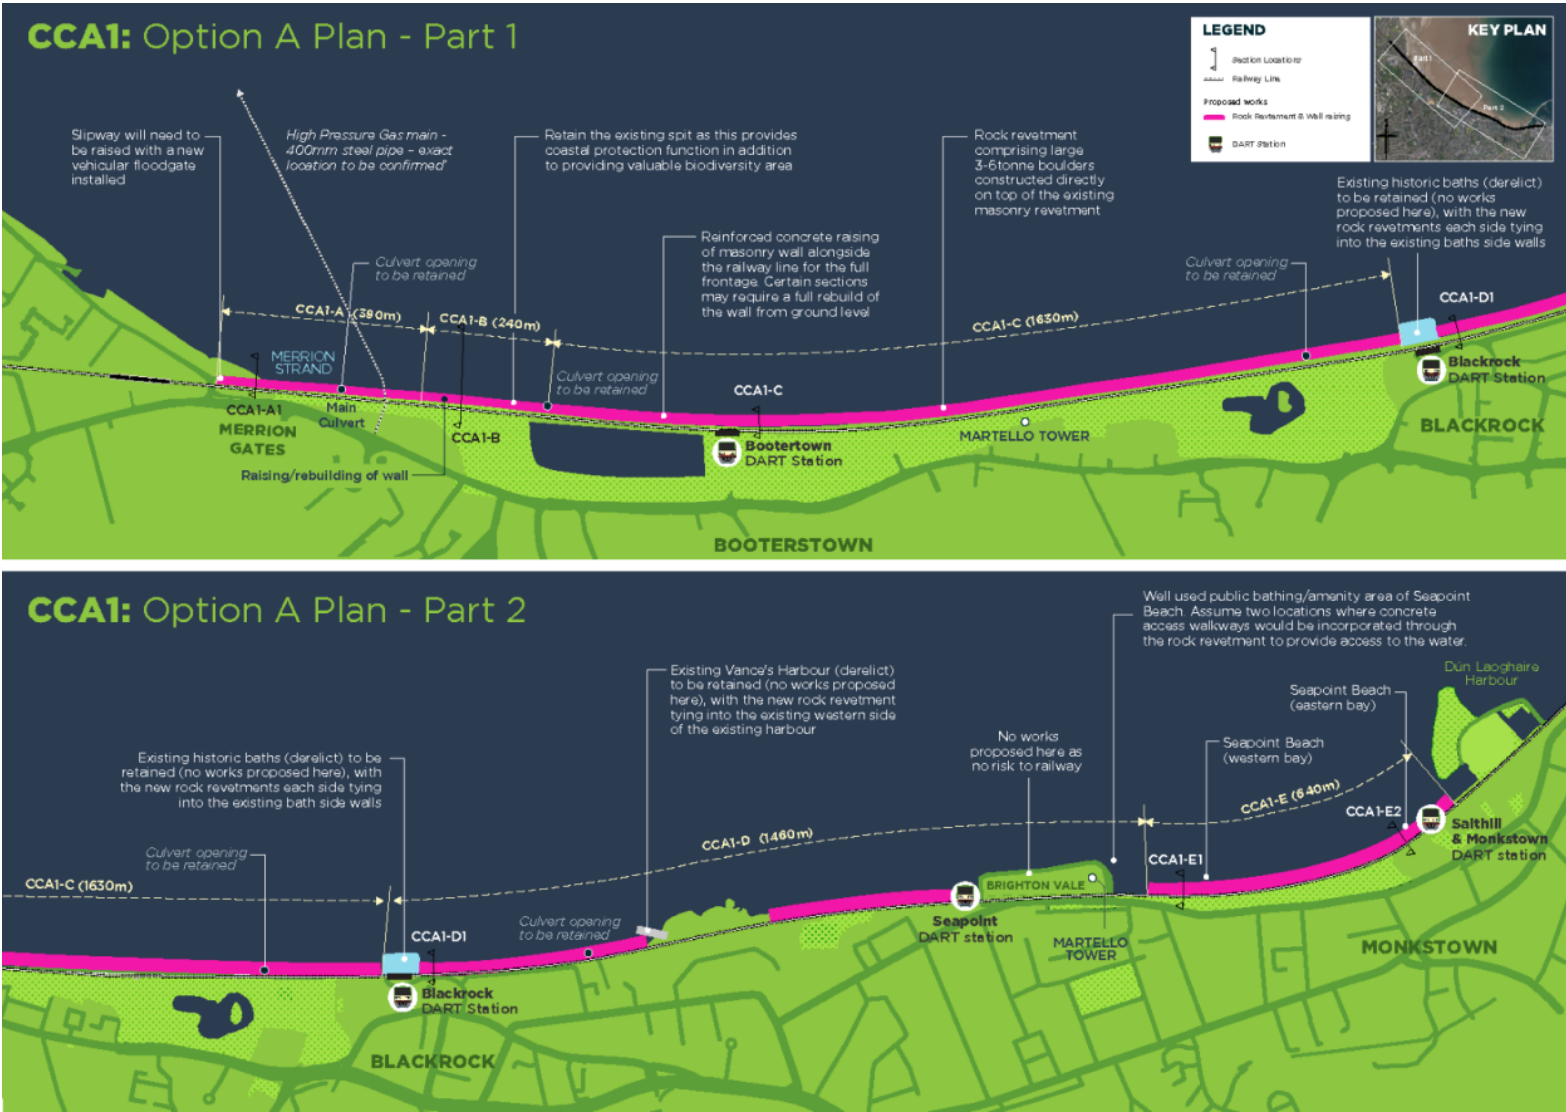 CCA1: Option A Plan - Part 1
LEGEND
Section Locations
Railway Line
Proposed works
Rock Revtement & Wall raising
DART Station
KEY PLAN
Part 1
Part 2
Slipway will need to
be raised with a new
vehicular floodgate
installed
High Pressure Gas main -
400mm steel pipe - exact
location to be confirmed'
Retain the existing spit as this provides
coastal protection function in addition
to providing valuable biodiversity area
Rock revetment
comprising large
3-6tonne boulders
constructed directly
on top of the existing
masonry revetment
Existing historic baths (derelict)
to be retained (no works
proposed here), with the new
rock revetments each side tying
into the existing baths side walls
Reinforced concrete raising
of masonry wall alongside
the railway line for the full
frontage. Certain sections
may require a full rebuild of
the wall from ground level
Culvert opening
to be retained
Culvert opening
to be retained
CCA1-A (390m)
CCA1-B (240m)
CCA1-C (1630m)
CCA1-D1
MERRION
STRAND
Culvert opening
to be retained
CCA1-C
Blackrock
DART Station
CCA1-A1
Main
Culvert
MERRION
GATES
CCA1-B
Bootertown
DART Station
MARTELLO TOWER
BLACKROCK
Raising/rebuilding of wall
BOOTERSTOWN
CCA1: Option A Plan - Part 2
Well used public bathing/amenity area of Seapoint
Beach. Assume two locations where concrete
access walkways would be incorporated through
the rock revetment to provide access to the water.
Existing Vance's Harbour (derelict)
to be retained (no works proposed
here), with the new rock revetment
tying into the existing western side
of the existing harbour
Dún Laoghaire
Harbour
Seapoint Beach
(eastern bay)
No works
proposed here as
no risk to railway
Seapoint Beach
(western bay)
Existing historic baths (derelict) to be
retained (no works proposed here), with
the new rock revetments each side tying
into the existing bath side walls
CCA1-E (640m)
CCA1-E2
CCA1-D (1460m)
Salthill
& Monkstown
DART station
Culvert opening
to be retained
CCA1-E1
CCA1-C (1630m)
BRIGHTON VALE
Culvert opening
to be retained
CCA1-D1
Seapoint
DART station
MARTELLO
TOWER
MONKSTOWN
Blackrock
DART Station
BLACKROCK